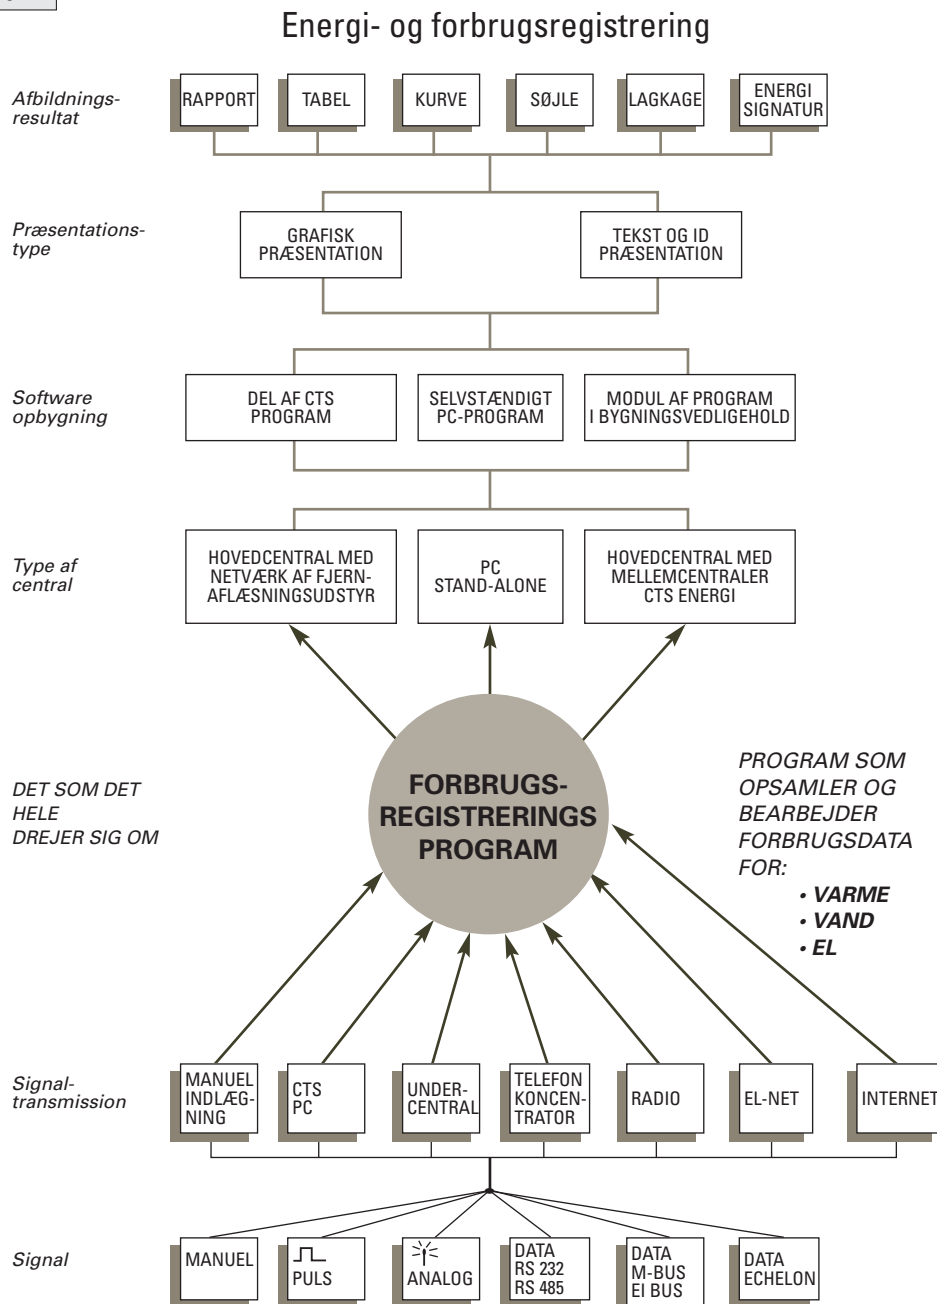 Energi- og forbrugsregistrering
Afbildnings-
resultat
RAPPORT
TABEL
KURVE
SØJLE
LAGKAGE
ENERGI
SIGNATUR
Præsentations-
type
GRAFISK
PRÆSENTATION
TEKST OG ID
PRÆSENTATION
Software
opbygning
DEL AF CTS
PROGRAM
SELVSTÆNDIGT
PC-PROGRAM
MODUL AF PROGRAM
I BYGNINGSVEDLIGEHOLD
Type af
central
HOVEDCENTRAL MED
NETVÆRK AF FJERN-
AFLÆSNINGSUDSTYR
PC
STAND-ALONE
HOVEDCENTRAL MED
MELLEMCENTRALER
CTS ENERGI
DET SOM DET
HELE
DREJER SIG OM
FORBRUGS-
REGISTRERINGS
PROGRAM
PROGRAM SOM
OPSAMLER OG
BEARBEJDER
FORBRUGSDATA
FOR:
• VARME
• VAND
• EL
Signal-
transmission
MANUEL
INDLÆG-
NING
CTS
PC
UNDER-
CENTRAL
TELEFON
KONCEN-
TRATOR
RADIO
EL-NET
INTERNET
Signal
MANUEL
PULS
ANALOG
DATA
RS 232
RS 485
DATA
M-BUS
EI BUS
DATA
ECHELON